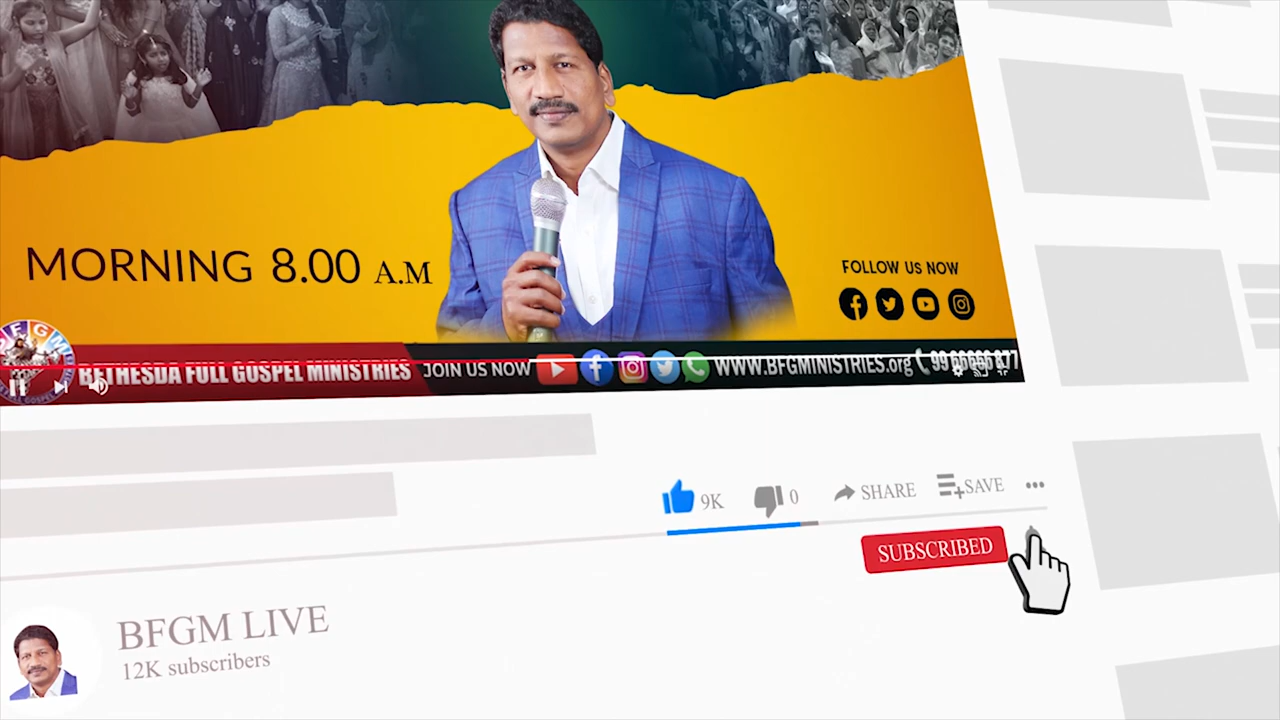 MORNING 8.00 A.M
FOLLOW US NOW
BETHESDA FULL GOSPEL MINISTRIES
JOIN US NOW
WWW.BFGMINISTRIES.org
9K
0
SHARE
SAVE
SUBSCRIBED
BFGM LIVE
12K subscribers